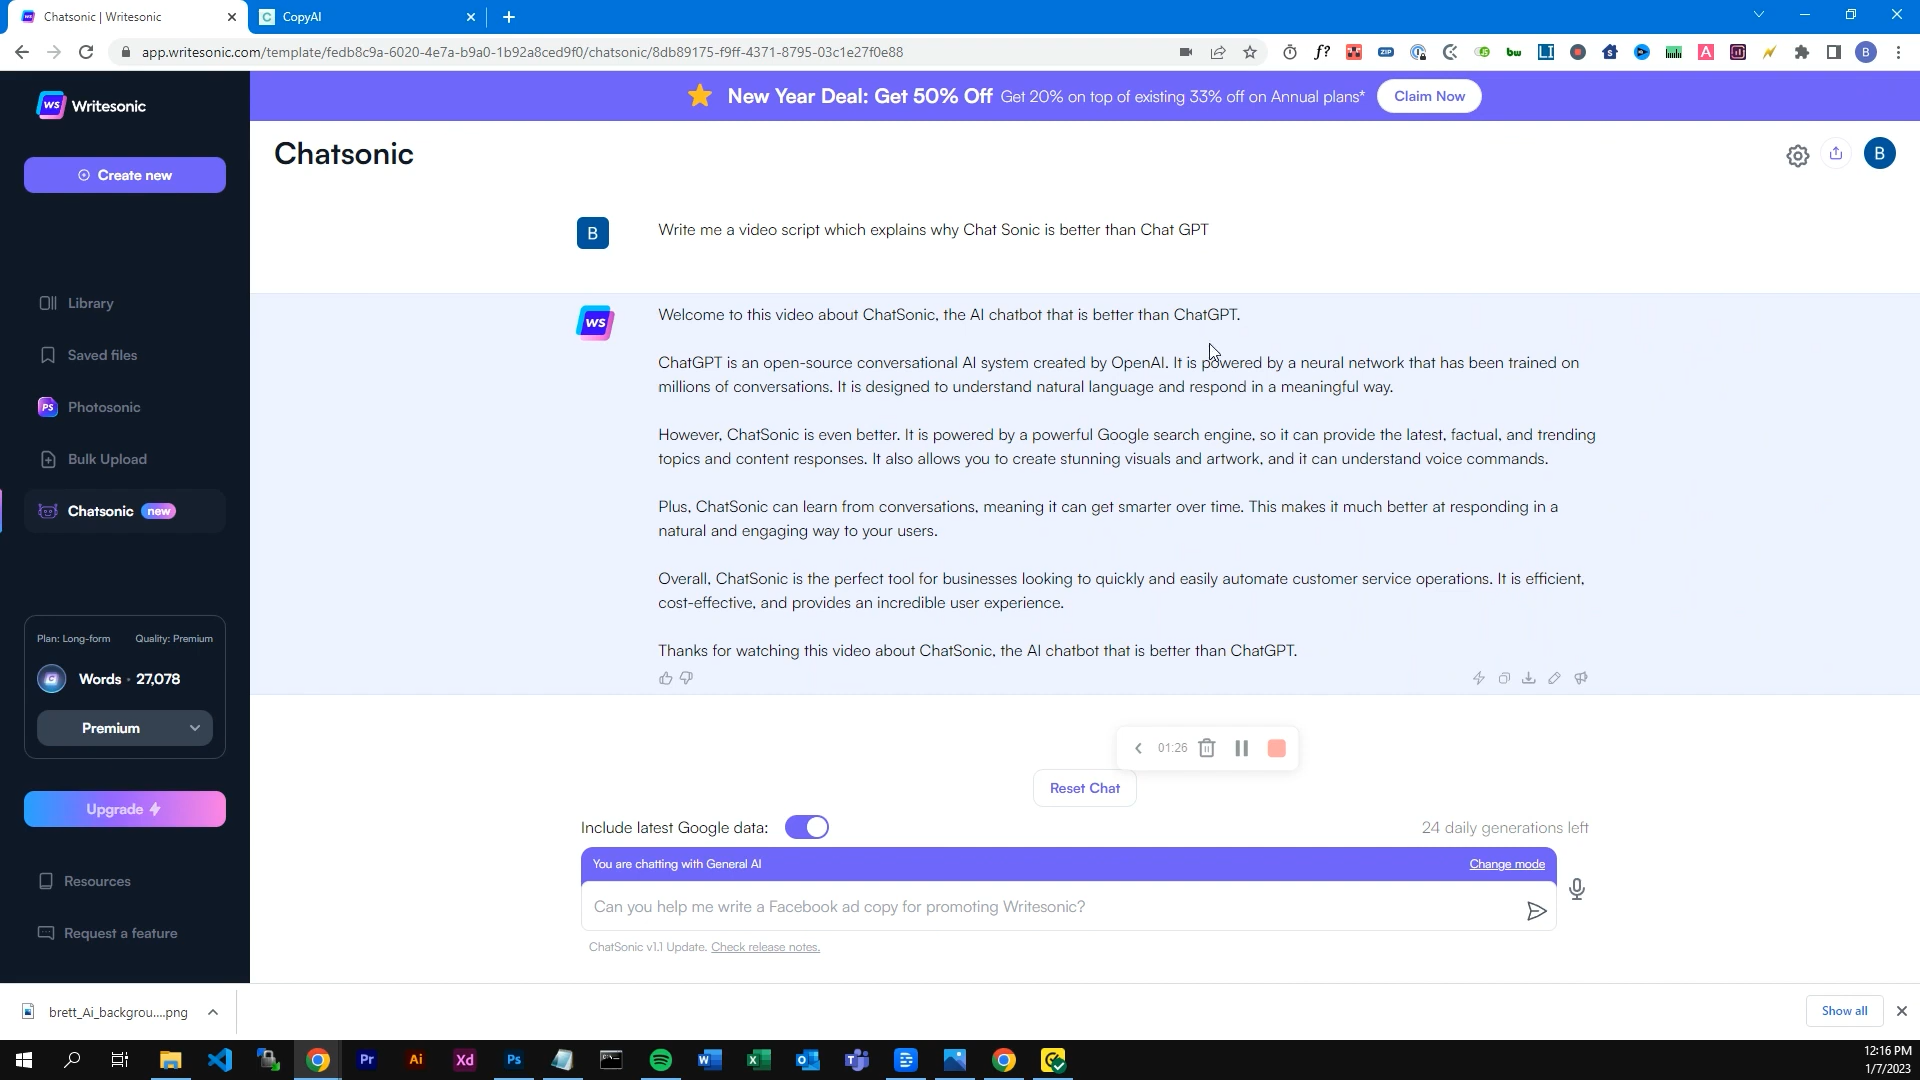 Chatsonic | Writesonic
CopyAI
app.writesonic.com/template/fedb8c9a-6020-4e7a-b9a0-1b92a8ced9f0/chatsonic/8db89175-f9ff-4371-8795-03c1e27f0e88
ws Writesonic
New Year Deal: Get 50% Off Get 20% on top of existing 33% off on Annual plans* Claim Now
Chatsonic
B
Create new
Library
Saved files
PS Photosonic
Bulk Upload
Chatsonic new
Plan: Long-form Quality: Premium
Words · 27,078
Premium
Upgrade
Resources
Request a feature
B Write me a video script which explains why Chat Sonic is better than Chat GPT
ws Welcome to this video about ChatSonic, the AI chatbot that is better than ChatGPT.
ChatGPT is an open-source conversational AI system created by OpenAI. It is powered by a neural network that has been trained on
millions of conversations. It is designed to understand natural language and respond in a meaningful way.
However, ChatSonic is even better. It is powered by a powerful Google search engine, so it can provide the latest, factual, and trending
topics and content responses. It also allows you to create stunning visuals and artwork, and it can understand voice commands.
Plus, ChatSonic can learn from conversations, meaning it can get smarter over time. This makes it much better at responding in a
natural and engaging way to your users.
Overall, ChatSonic is the perfect tool for businesses looking to quickly and easily automate customer service operations. It is efficient,
cost-effective, and provides an incredible user experience.
Thanks for watching this video about ChatSonic, the AI chatbot that is better than ChatGPT.
01:26
Reset Chat
Include latest Google data: 24 daily generations left
You are chatting with General AI Change mode
Can you help me write a Facebook ad copy for promoting Writesonic?
ChatSonic v1.1 Update. Check release notes.
brett_Ai_backgrou....png
Show all
Pr Ai Xd Ps
12:16 PM
1/7/2023